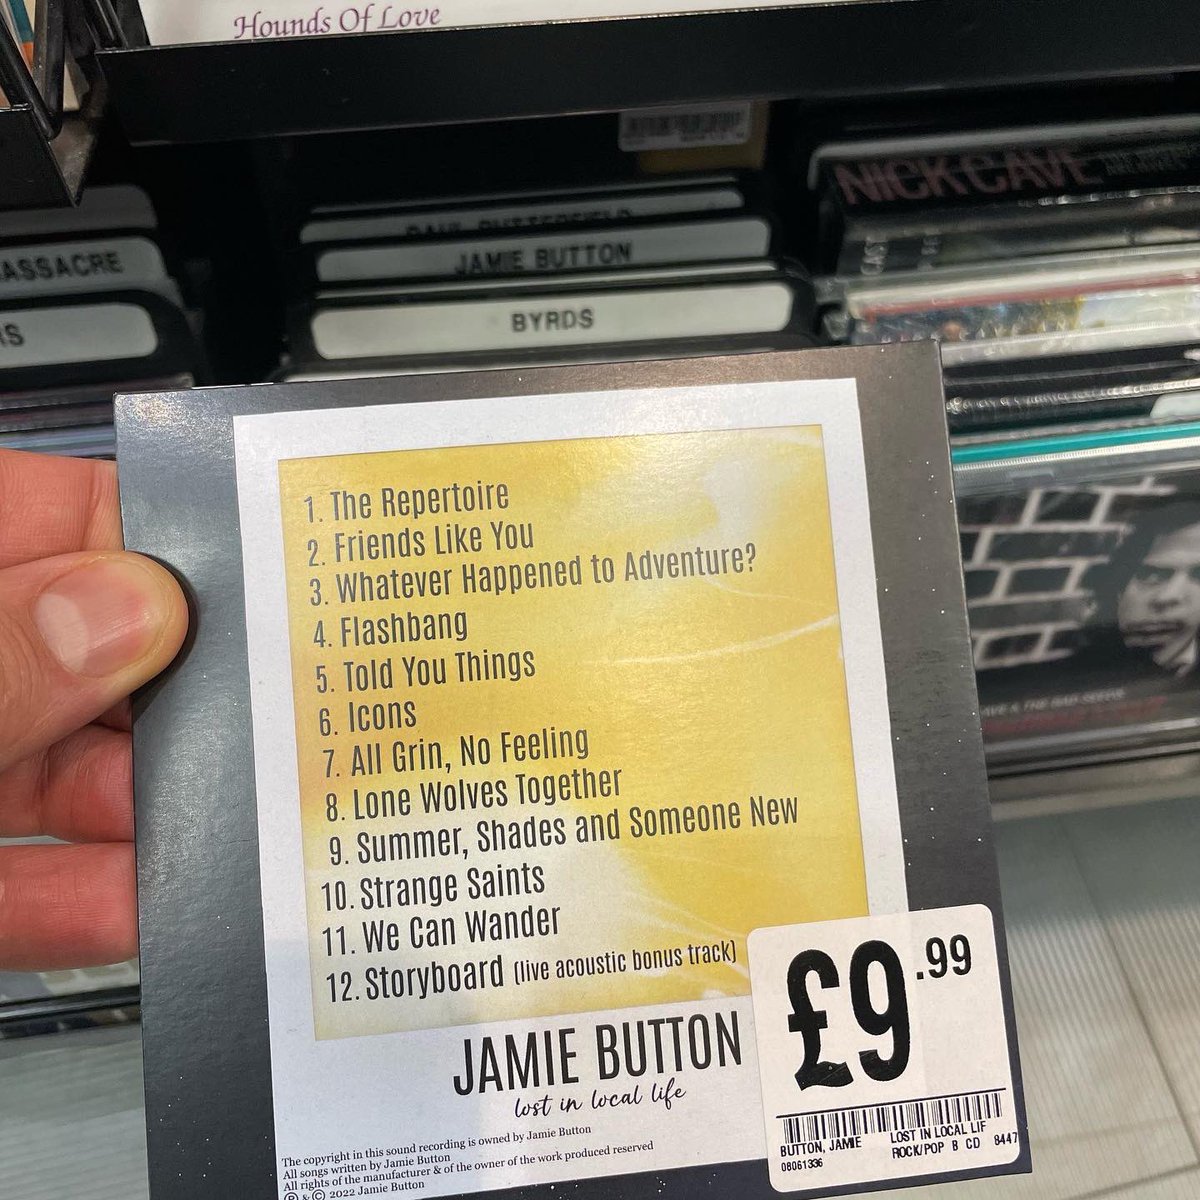 Hounds Of Love
NICK CAVE
ASSACRE
JAMIE BUTTON
BYRDS
1. The Repertoire
2. Friends Like You
3. Whatever Happened to Adventure?
4. Flashbang
5. Told You Things
6. Icons
7. All Grin, No Feeling
8. Lone Wolves Together
9. Summer, Shades and Someone New
10. Strange Saints
11. We Can Wander
12. Storyboard (live acoustic bonus track)
JAMIE BUTTON
lost in local life
The copyright in this sound recording is owned by Jamie Button
All songs written by Jamie Button
All rights of the manufacturer & of the owner of the work produced reserved
℗ & © 2022 Jamie Button
£9.99
BUTTON, JAMIE LOST IN LOCAL LIF
08061336 ROCK/POP B CD 8447